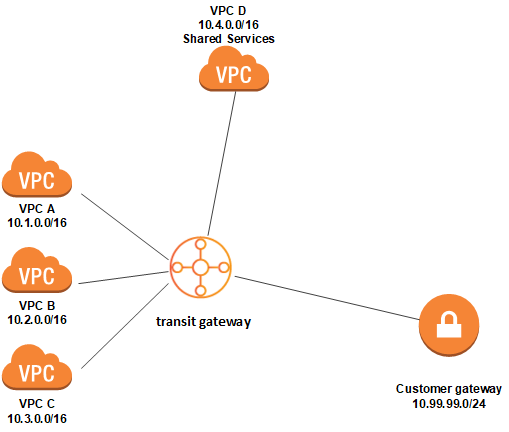 VPC D
10.4.0.0/16
Shared Services
VPC
VPC
VPC A
10.1.0.0/16
VPC
VPC B
10.2.0.0/16
transit gateway
VPC
VPC C
10.3.0.0/16
Customer gateway
10.99.99.0/24